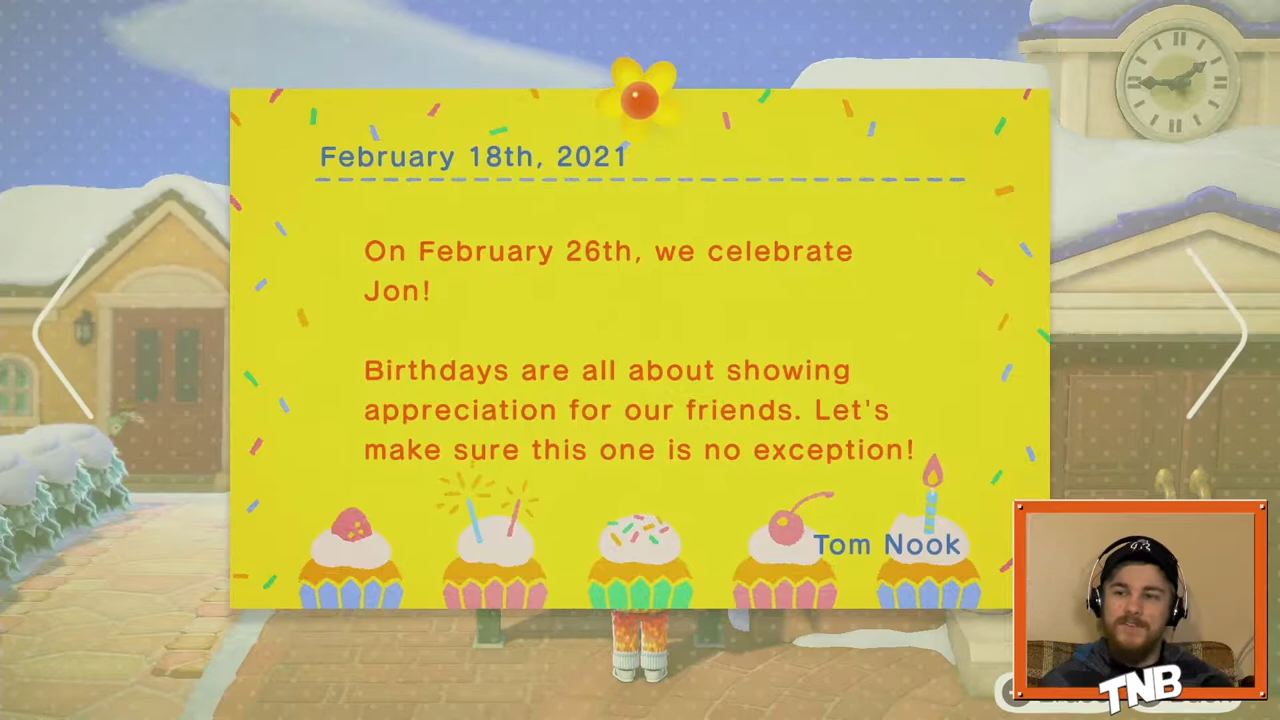 February 18th, 2021
On February 26th, we celebrate
Jon!
Birthdays are all about showing
appreciation for our friends. Let's
make sure this one is no exception!
Tom Nook
TNB